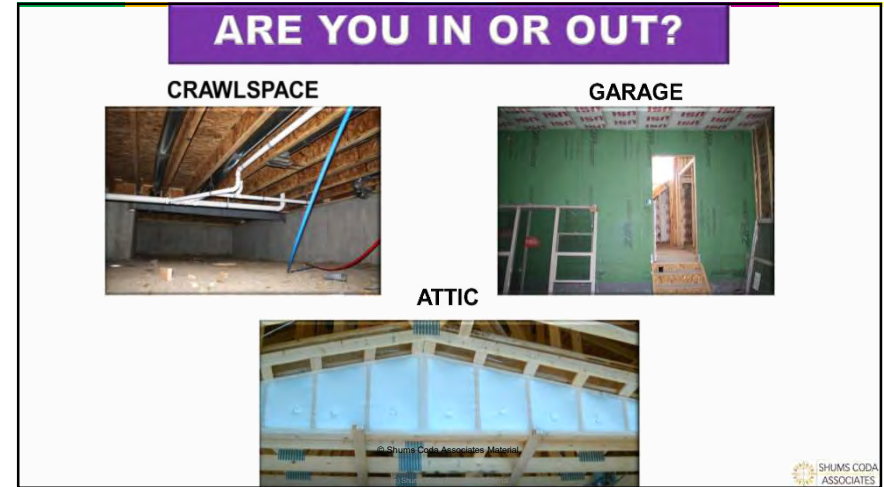 ARE YOU IN OR OUT?
CRAWLSPACE
GARAGE
ATTIC
© Shums Coda Associates Material
SHUMS CODA
ASSOCIATES